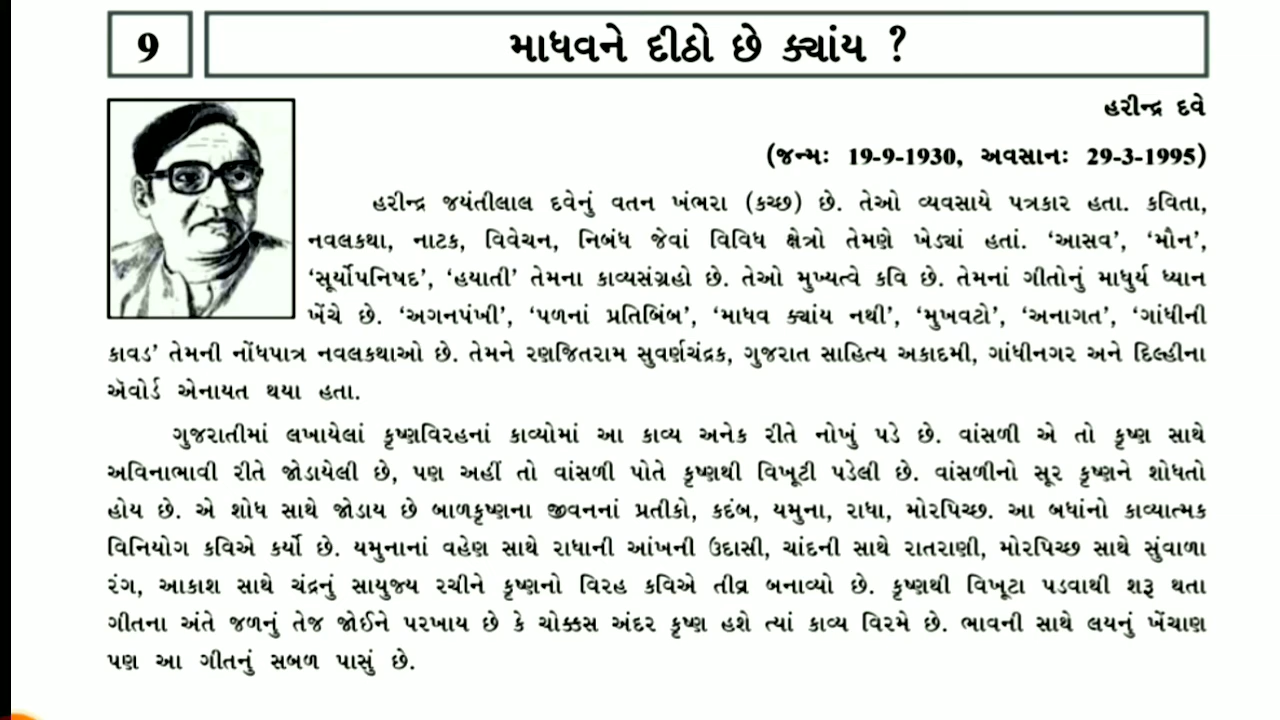 9
માધવને દીઠો છે ક્યાંય ?
હરીન્દ્ર દવે
(જન્મઃ 19-9-1930, અવસાનઃ 29-3-1995)
હરીન્દ્ર જયંતીલાલ દવેનું વતન ખંભરા (કચ્છ) છે. તેઓ વ્યવસાયે પત્રકાર હતા. કવિતા,
નવલકથા, નાટક, વિવેચન, નિબંધ જેવાં વિવિધ ક્ષેત્રો તેમણે ખેડ્યાં હતાં. ‘આસવ’, ‘મૌન’,
‘સૂર્યોપનિષદ’, ‘હયાતી’ તેમના કાવ્યસંગ્રહો છે. તેઓ મુખ્યત્વે કવિ છે. તેમનાં ગીતોનું માધુર્ય ધ્યાન
ખેંચે છે. ‘અગનપંખી’, ‘પળનાં પ્રતિબિંબ’, ‘માધવ ક્યાંય નથી’, ‘મુખવટો’, ‘અનાગત’, ‘ગાંધીની
કાવડ’ તેમની નોંધપાત્ર નવલકથાઓ છે. તેમને રણજિતરામ સુવર્ણચંદ્રક, ગુજરાત સાહિત્ય અકાદમી, ગાંધીનગર અને દિલ્હીના
ઍવોર્ડ એનાયત થયા હતા.
ગુજરાતીમાં લખાયેલાં કૃષ્ણવિરહનાં કાવ્યોમાં આ કાવ્ય અનેક રીતે નોખું પડે છે. વાંસળી એ તો કૃષ્ણ સાથે
અવિનાભાવી રીતે જોડાયેલી છે, પણ અહીં તો વાંસળી પોતે કૃષ્ણથી વિખૂટી પડેલી છે. વાંસળીનો સૂર કૃષ્ણને શોધતો
હોય છે. એ શોધ સાથે જોડાય છે બાળકૃષ્ણના જીવનનાં પ્રતીકો, કદંબ, યમુના, રાધા, મોરપિચ્છ. આ બધાંનો કાવ્યાત્મક
વિનિયોગ કવિએ કર્યો છે. યમુનાનાં વહેણ સાથે રાધાની આંખની ઉદાસી, ચાંદની સાથે રાતરાણી, મોરપિચ્છ સાથે સુંવાળા
રંગ, આકાશ સાથે ચંદ્રનું સાયુજ્ય રચીને કૃષ્ણનો વિરહ કવિએ તીવ્ર બનાવ્યો છે. કૃષ્ણથી વિખૂટા પડવાથી શરૂ થતા
ગીતના અંતે જળનું તેજ જોઈને પરખાય છે કે ચોક્કસ અંદર કૃષ્ણ હશે ત્યાં કાવ્ય વિરમે છે. ભાવની સાથે લયનું ખેંચાણ
પણ આ ગીતનું સબળ પાસું છે.